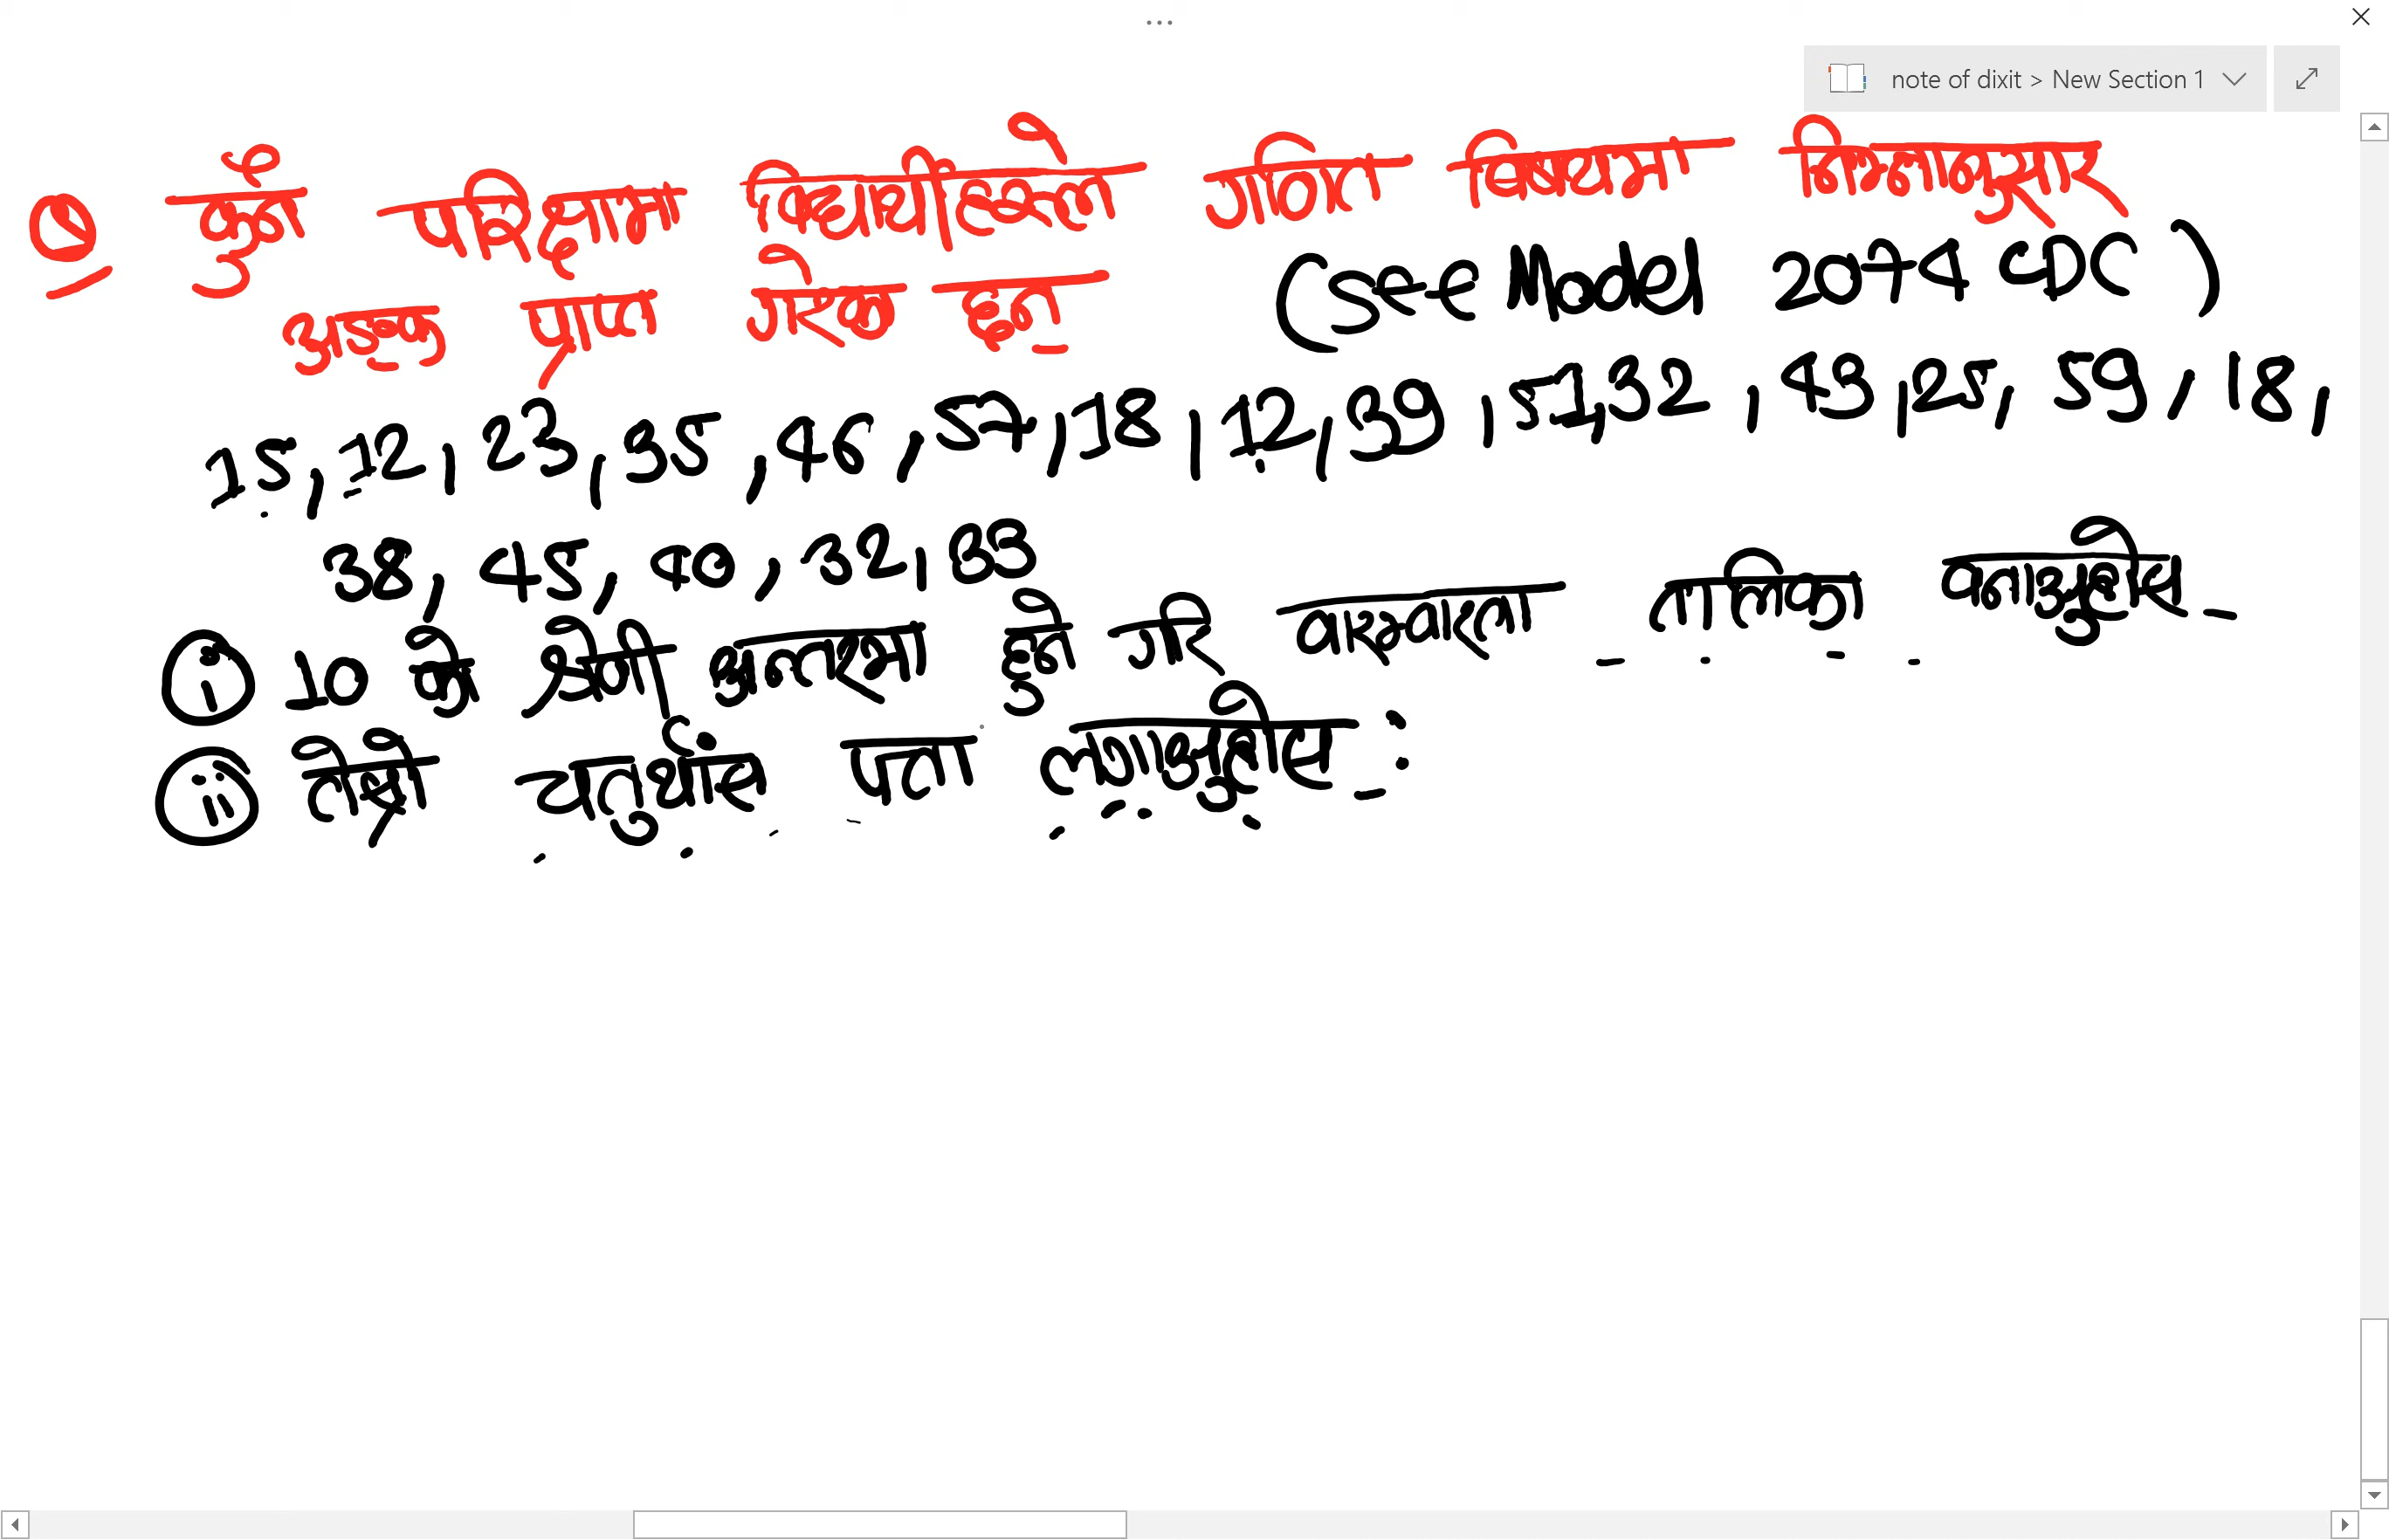 note of dixit > New Section 1
Q कुनै परिक्षामा विद्यार्थीहरूले गणित विषयमा निम्नानुसार
अङ्क प्राप्त गरेका छन्
(See Model 2074 CDC)
15, 12, 23, 35, 46, 57, 18, 12, 39, 51, 32, 43, 25, 59, 18,
38, 45, 40, 32, 33
(i) 10 को श्रेणी अन्तरमा हुने गरि वारम्वारता तालिका बनाउनुहोस
(ii) तेस्रो चतुर्थांस पत्ता लगाउनुहोस :